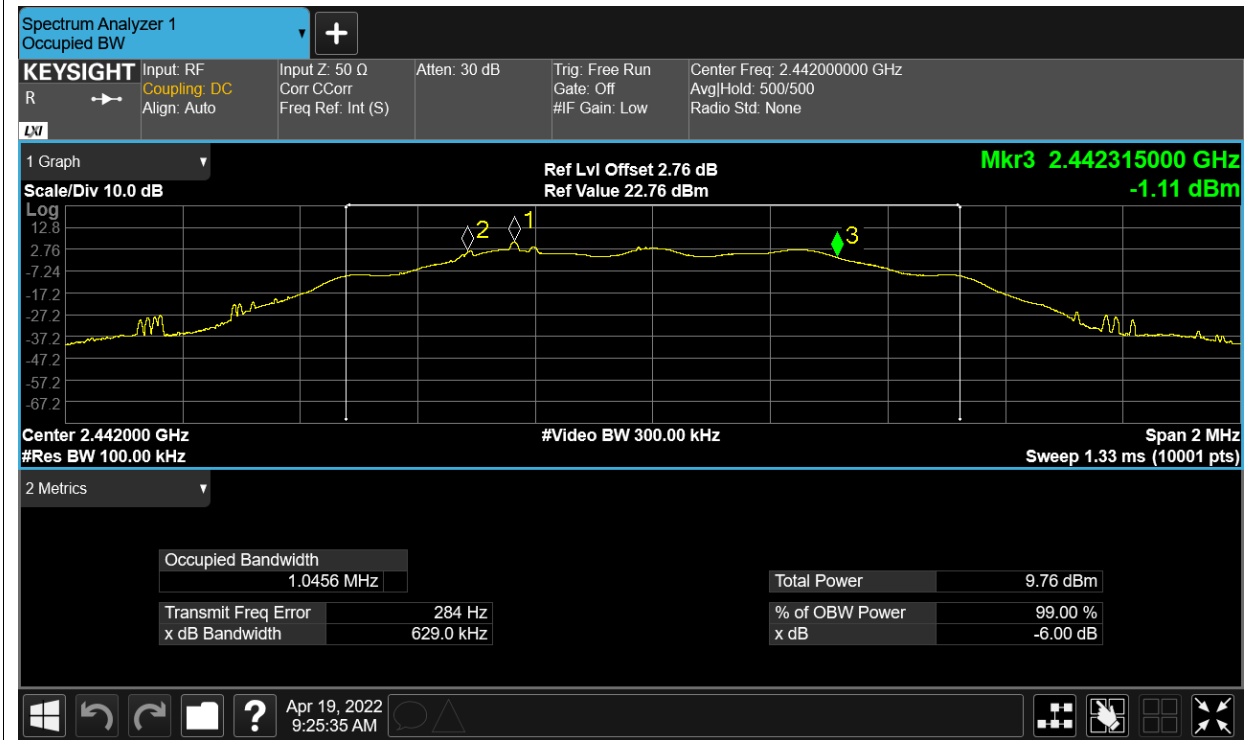 Spectrum Analyzer 1
Occupied BW
KEYSIGHT
R
LXI
Input: RF
Coupling: DC
Align: Auto
Input Z: 50 Ω
Corr CCorr
Freq Ref: Int (S)
Atten: 30 dB
Trig: Free Run
Gate: Off
#IF Gain: Low
Center Freq: 2.442000000 GHz
Avg|Hold: 500/500
Radio Std: None
1 Graph
Scale/Div 10.0 dB
Ref Lvl Offset 2.76 dB
Ref Value 22.76 dBm
Mkr3 2.442315000 GHz
-1.11 dBm
Log
12.8
2.76
-7.24
-17.2
-27.2
-37.2
-47.2
-57.2
-67.2
2
1
3
Center 2.442000 GHz
#Res BW 100.00 kHz
#Video BW 300.00 kHz
Span 2 MHz
Sweep 1.33 ms (10001 pts)
2 Metrics
Occupied Bandwidth
1.0456 MHz
Transmit Freq Error 284 Hz
x dB Bandwidth 629.0 kHz
Total Power 9.76 dBm
% of OBW Power 99.00 %
x dB -6.00 dB
?
Apr 19, 2022
9:25:35 AM